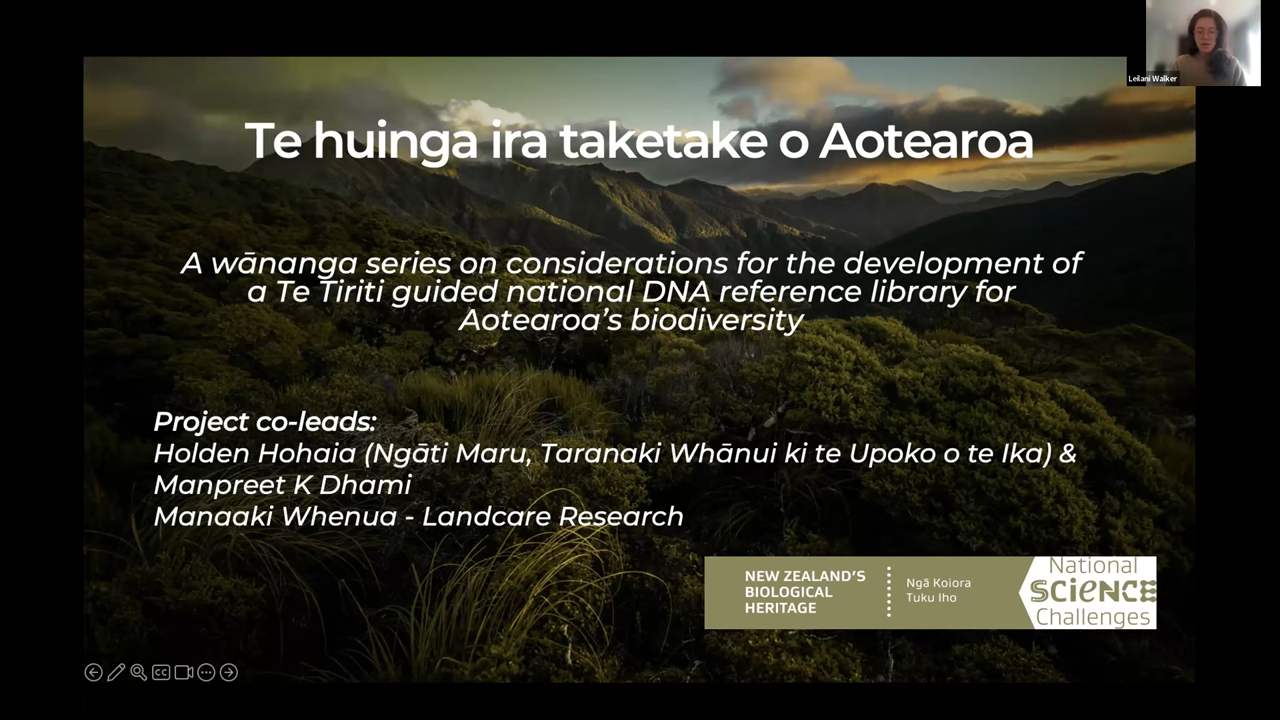 Leilani Walker
Te huinga ira taketake o Aotearoa
A wānanga series on considerations for the development of
a Te Tiriti guided national DNA reference library for
Aotearoa's biodiversity
Project co-leads:
Holden Hohaia (Ngāti Maru, Taranaki Whānui ki te Upoko o te Ika) &
Manpreet K Dhami
Manaaki Whenua - Landcare Research
NEW ZEALAND'S
BIOLOGICAL
HERITAGE
Ngā Koiora
Tuku Iho
National
SCIENCE
Challenges
CC